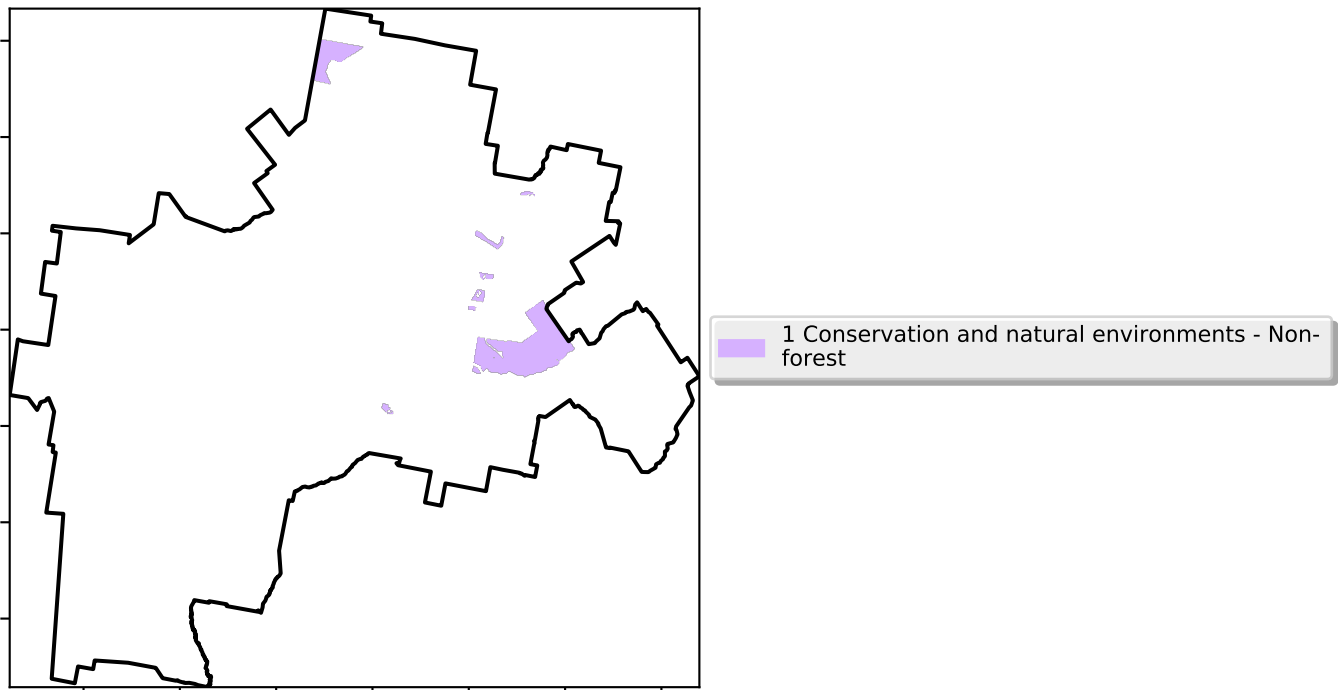 1 Conservation and natural environments - Non-
forest